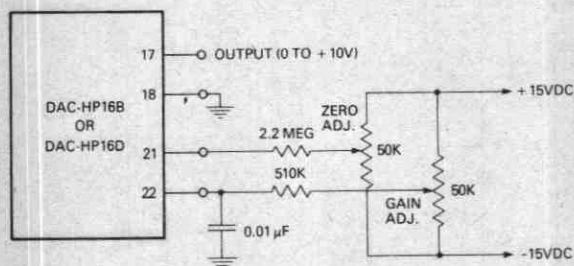 17
OUTPUT (0 TO + 10V)
18
DAC-HP16B
OR
DAC-HP16D
21
22
2.2 MEG
510K
0.01 µF
ZERO
ADJ.
50K
GAIN
ADJ.
50K
+15VDC
-15VDC